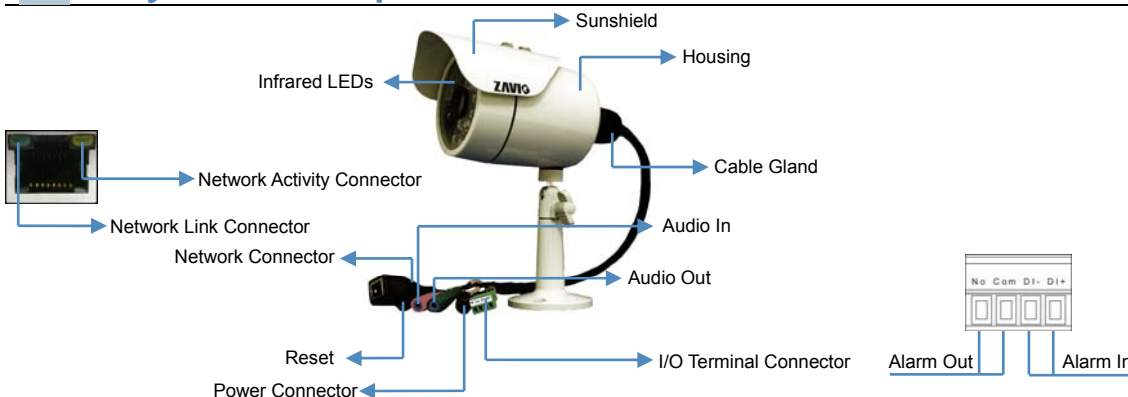 Sunshield
Housing
Infrared LEDs
ZAVIO
Cable Gland
Network Activity Connector
Network Link Connector
Audio In
Network Connector
Audio Out
No Com DI- DI+
Reset
I/O Terminal Connector
Alarm Out
Alarm In
Power Connector